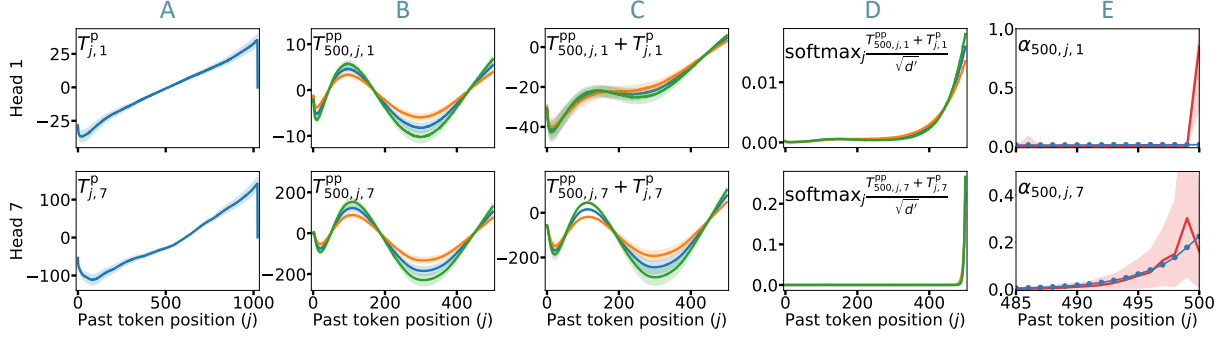 A B C D E
Head 1
25
0
−25
T^p_{j,1}
10
0
−10
T^{pp}_{500,j,1}
0
−20
−40
T^{pp}_{500,j,1} + T^p_{j,1}
0.01
0.00
softmax_j \frac{T^{pp}_{500,j,1} + T^p_{j,1}}{\sqrt{d'}}
1.0
0.5
0.0
α_{500,j,1}
Head 7
100
0
−100
T^p_{j,7}
200
0
−200
T^{pp}_{500,j,7}
0
−200
T^{pp}_{500,j,7} + T^p_{j,7}
0.2
0.1
0.0
softmax_j \frac{T^{pp}_{500,j,7} + T^p_{j,7}}{\sqrt{d'}}
0.4
0.2
0.0
α_{500,j,7}
0 500 1000
0 200 400
0 200 400
0 200 400
485 490 495 500
Past token position (j)
Past token position (j)
Past token position (j)
Past token position (j)
Past token position (j)